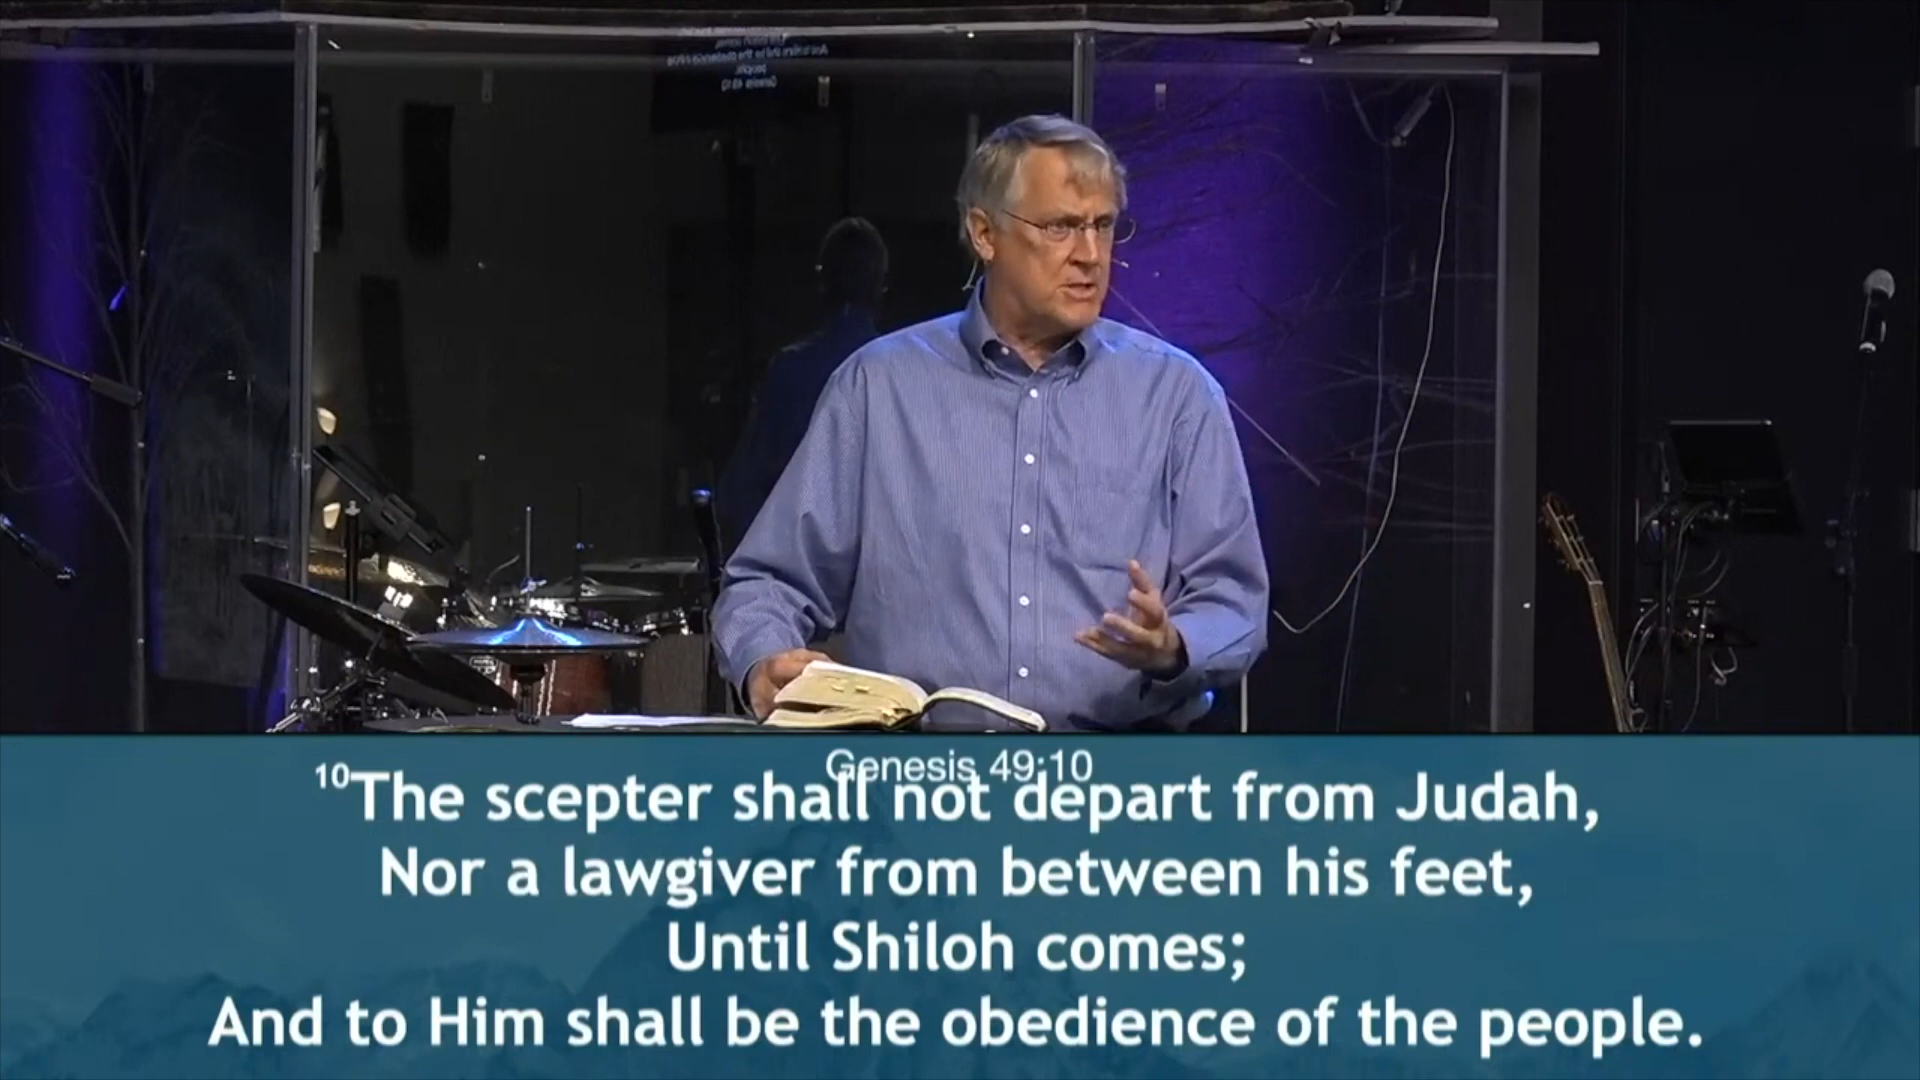 Genesis 49:10
10The scepter shall not depart from Judah,
Nor a lawgiver from between his feet,
Until Shiloh comes;
And to Him shall be the obedience of the people.